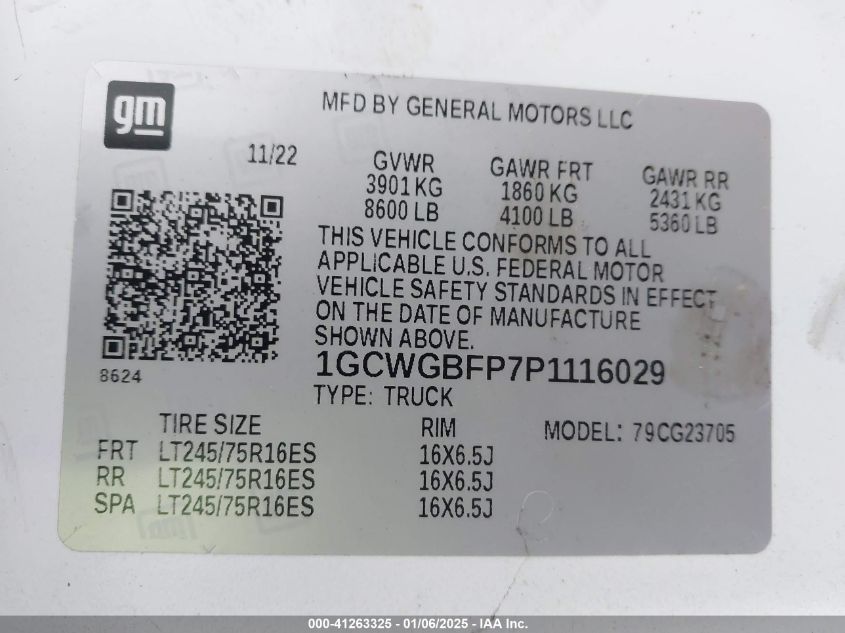 gm
MFD BY GENERAL MOTORS LLC
11/22
GVWR GAWR FRT GAWR RR
3901 KG 1860 KG 2431 KG
8600 LB 4100 LB 5360 LB
THIS VEHICLE CONFORMS TO ALL
APPLICABLE U.S. FEDERAL MOTOR
VEHICLE SAFETY STANDARDS IN EFFECT
ON THE DATE OF MANUFACTURE
SHOWN ABOVE.
8624
1GCWGBFP7P1116029
TYPE: TRUCK
TIRE SIZE RIM MODEL: 79CG23705
FRT LT245/75R16ES 16X6.5J
RR LT245/75R16ES 16X6.5J
SPA LT245/75R16ES 16X6.5J
000-41263325 - 01/06/2025 - IAA Inc.